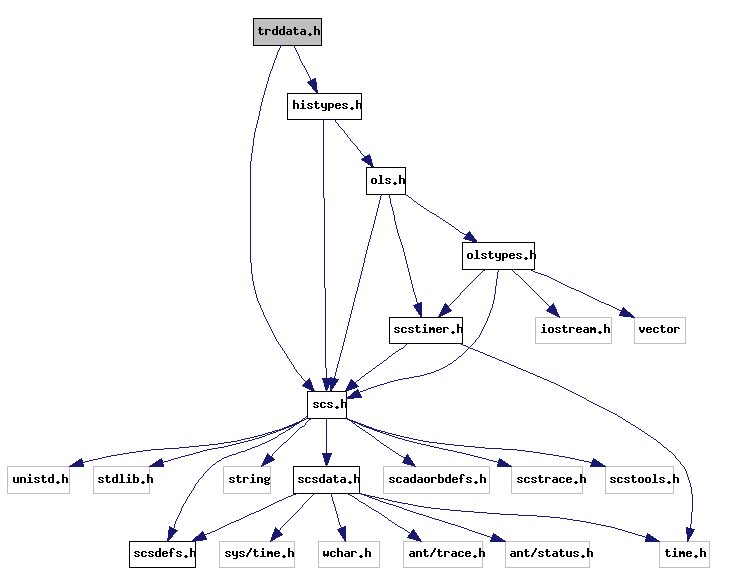 trddata.h
histypes.h
ols.h
olstypes.h
scstimer.h
iostream.h
vector
scs.h
unistd.h
stdlib.h
string
scsdata.h
scadaorbdefs.h
scstrace.h
scstools.h
scsdefs.h
sys/time.h
wchar.h
ant/trace.h
ant/status.h
time.h